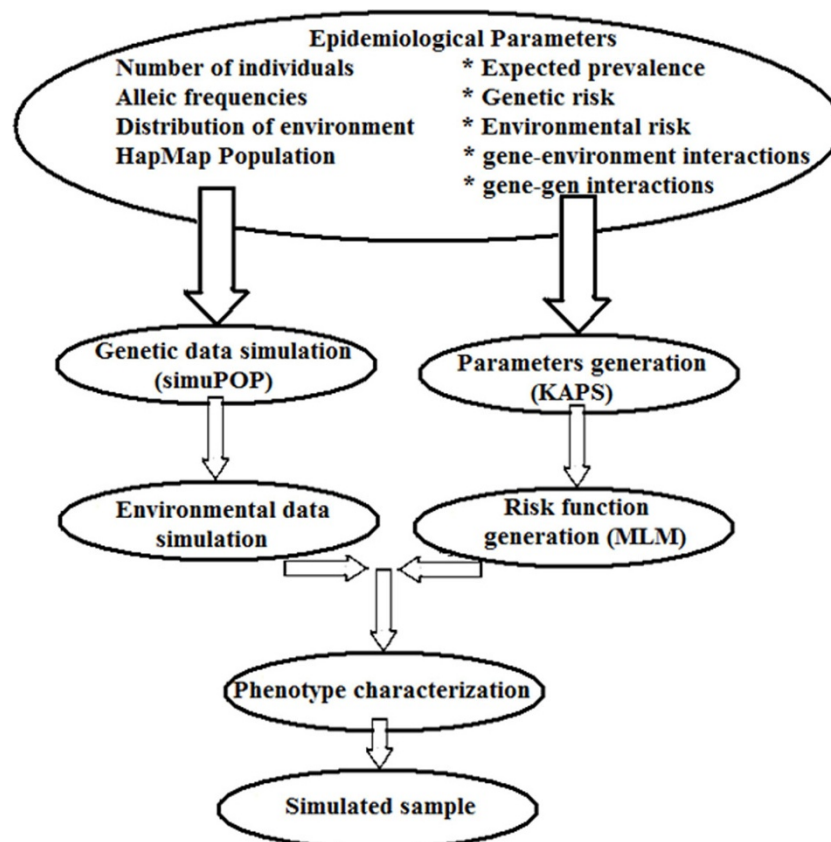 Epidemiological Parameters
Number of individuals
Alleic frequencies
Distribution of environment
HapMap Population
* Expected prevalence
* Genetic risk
* Environmental risk
* gene-environment interactions
* gene-gen interactions
Genetic data simulation
(simuPOP)
Parameters generation
(KAPS)
Environmental data
simulation
Risk function
generation (MLM)
Phenotype characterization
Simulated sample